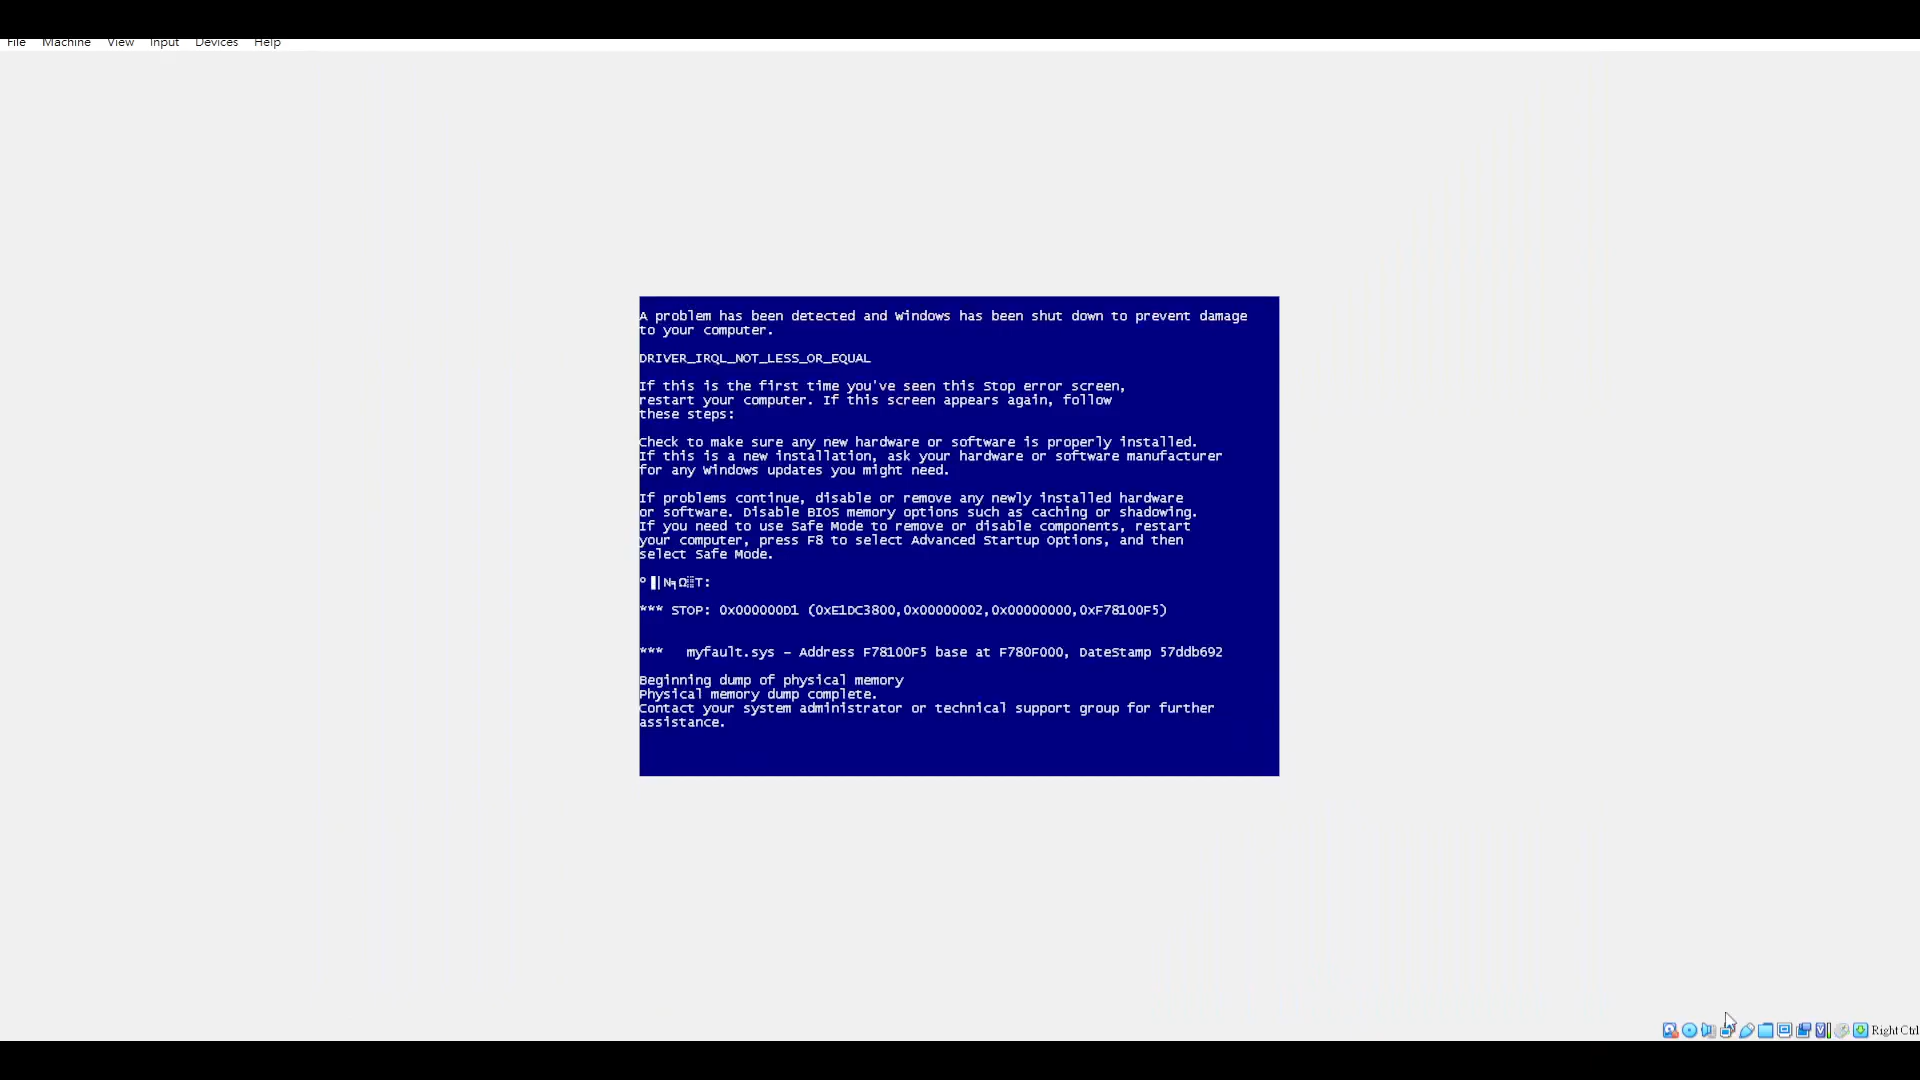 File Machine View Input Devices Help
A problem has been detected and Windows has been shut down to prevent damage
to your computer.
DRIVER_IRQL_NOT_LESS_OR_EQUAL
If this is the first time you've seen this Stop error screen,
restart your computer. If this screen appears again, follow
these steps:
Check to make sure any new hardware or software is properly installed.
If this is a new installation, ask your hardware or software manufacturer
for any Windows updates you might need.
If problems continue, disable or remove any newly installed hardware
or software. Disable BIOS memory options such as caching or shadowing.
If you need to use Safe Mode to remove or disable components, restart
your computer, press F8 to select Advanced Startup Options, and then
select Safe Mode.
*** STOP: 0x000000D1 (0xE1DC3800,0x00000002,0x00000000,0xF78100F5)
*** myfault.sys - Address F78100F5 base at F780F000, DateStamp 57ddb692
Beginning dump of physical memory
Physical memory dump complete.
Contact your system administrator or technical support group for further
assistance.
Right Ctrl